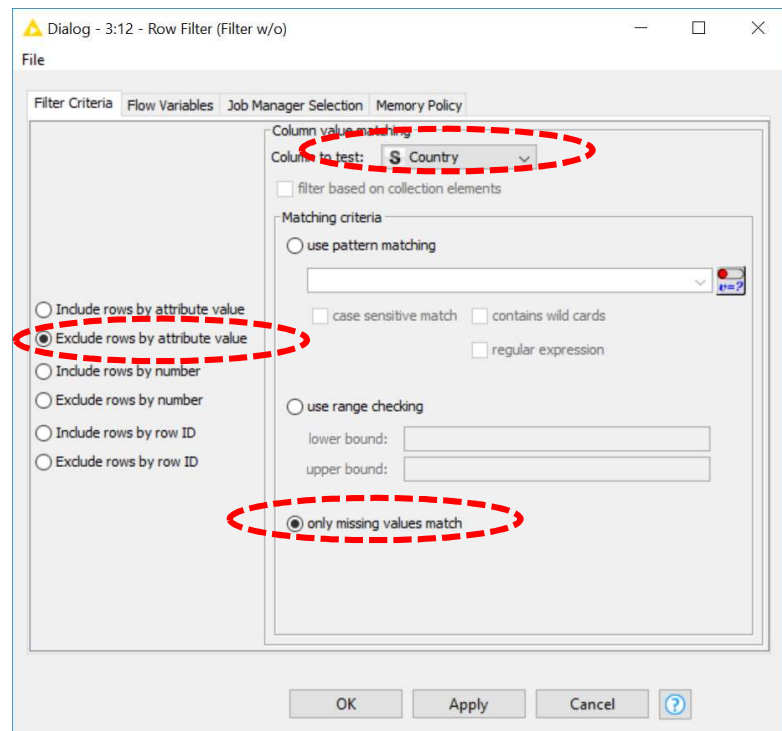 Dialog - 3:12 - Row Filter (Filter w/o)
File
Filter Criteria Flow Variables Job Manager Selection Memory Policy
Column value matching
Column to test: S Country
filter based on collection elements
Matching criteria
use pattern matching
v=?
case sensitive match contains wild cards
regular expression
Include rows by attribute value
Exclude rows by attribute value
Include rows by number
Exclude rows by number
Include rows by row ID
Exclude rows by row ID
use range checking
lower bound:
upper bound:
only missing values match
OK Apply Cancel ?